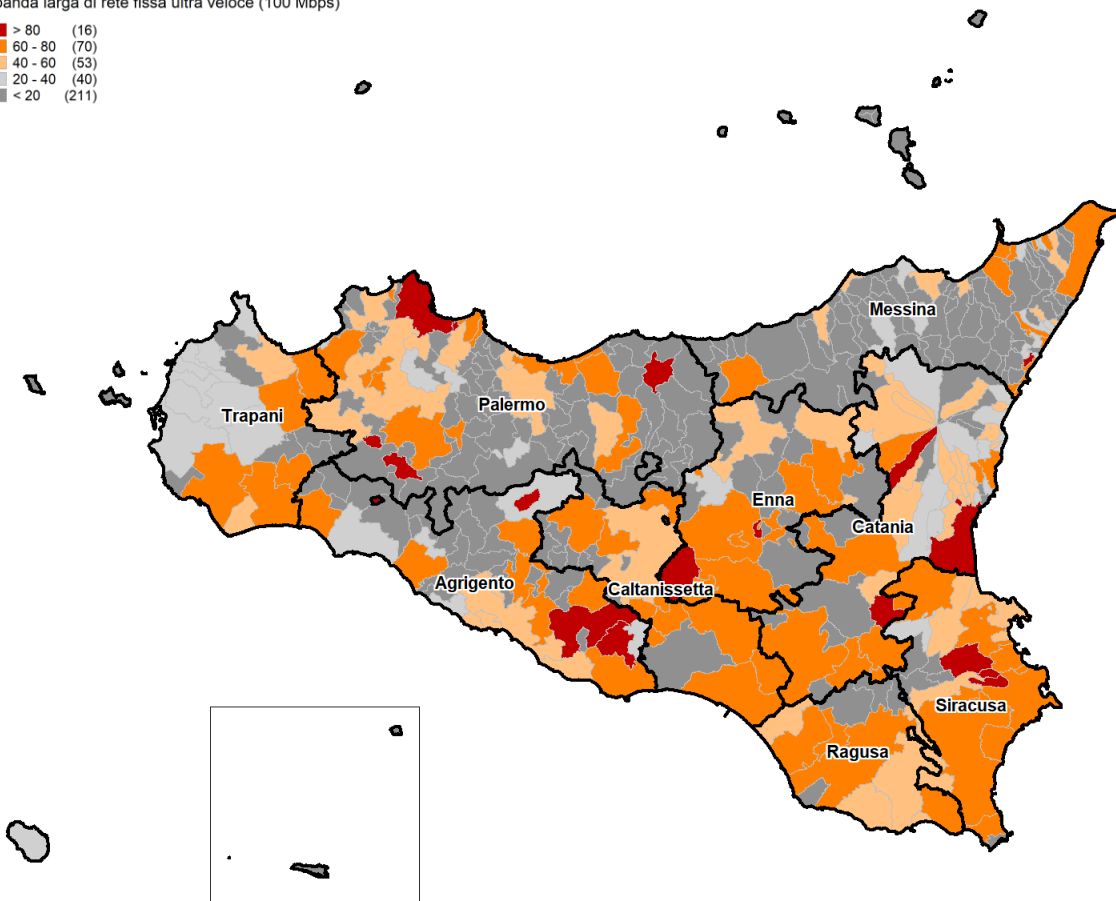 banda larga di rete fissa ultra veloce (100 Mbps)
> 80 (16)
60 - 80 (70)
40 - 60 (53)
20 - 40 (40)
< 20 (211)
Messina
Trapani
Palermo
Enna
Catania
Agrigento
Caltanissetta
Siracusa
Ragusa